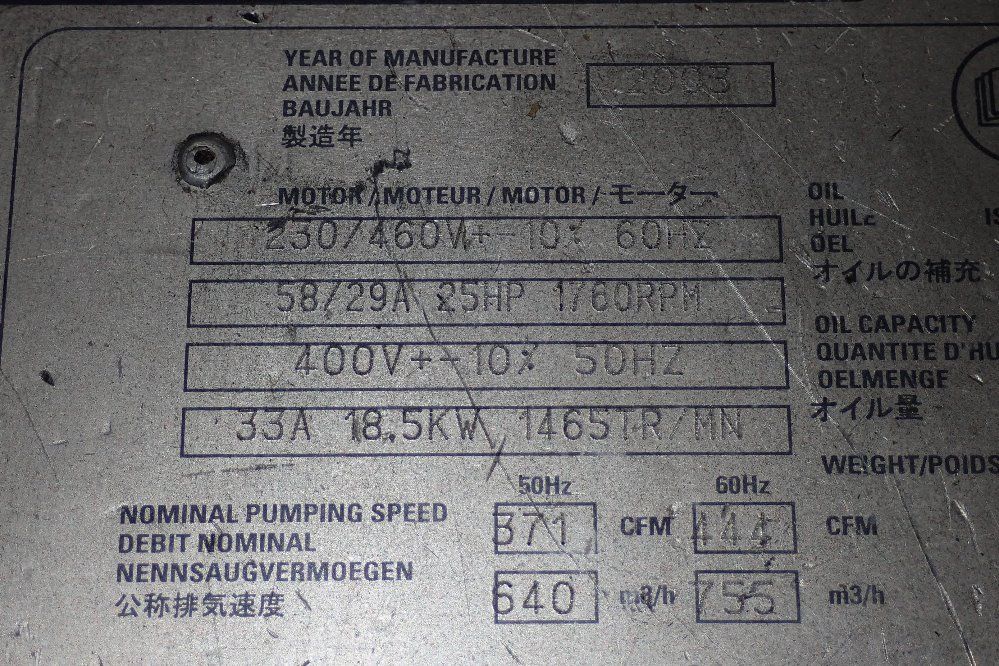 YEAR OF MANUFACTURE
ANNEE DE FABRICATION
BAUJAHR
製造年
2003
MOTOR / MOTEUR / MOTOR / モーター
230/460V+-10% 60HZ
58/29A 25HP 1760RPM
400V+-10% 50HZ
33A 18.5KW 1465TR/MN
OIL
HUILE
OEL
オイルの補充
OIL CAPACITY
QUANTITE D'HU
OELMENGE
オイル量
WEIGHT/POIDS
50Hz 60Hz
NOMINAL PUMPING SPEED
DEBIT NOMINAL
NENNSAUGVERMOEGEN
公称排気速度
371 CFM 444 CFM
640 m3/h 755 m3/h